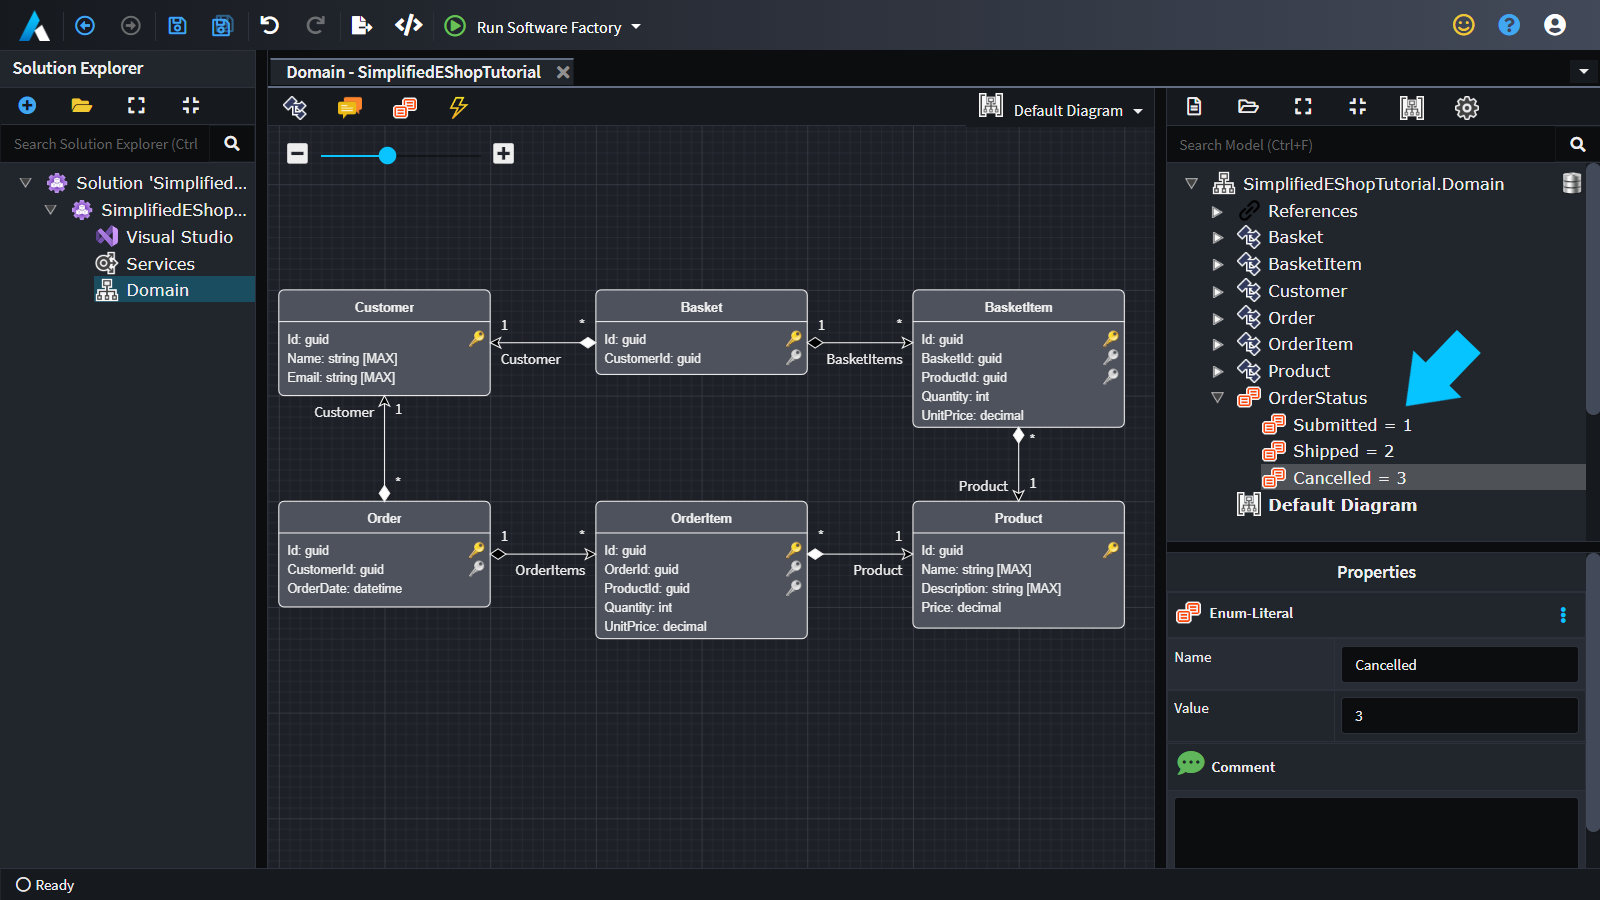 Run Software Factory
Solution Explorer
Search Solution Explorer (Ctrl
Solution 'Simplified...
SimplifiedEShop...
Visual Studio
Services
Domain
Domain - SimplifiedEShopTutorial
Default Diagram
Customer
Id: guid
Name: string [MAX]
Email: string [MAX]
1
*
Customer
Basket
Id: guid
CustomerId: guid
1
*
BasketItems
BasketItem
Id: guid
BasketId: guid
ProductId: guid
Quantity: int
UnitPrice: decimal
Customer
1
*
*
Product
1
Order
Id: guid
CustomerId: guid
OrderDate: datetime
1
*
OrderItems
OrderItem
Id: guid
OrderId: guid
ProductId: guid
Quantity: int
UnitPrice: decimal
*
1
Product
Product
Id: guid
Name: string [MAX]
Description: string [MAX]
Price: decimal
Search Model (Ctrl+F)
SimplifiedEShopTutorial.Domain
References
Basket
BasketItem
Customer
Order
OrderItem
Product
OrderStatus
Submitted = 1
Shipped = 2
Cancelled = 3
Default Diagram
Properties
Enum-Literal
Name
Cancelled
Value
3
Comment
Ready